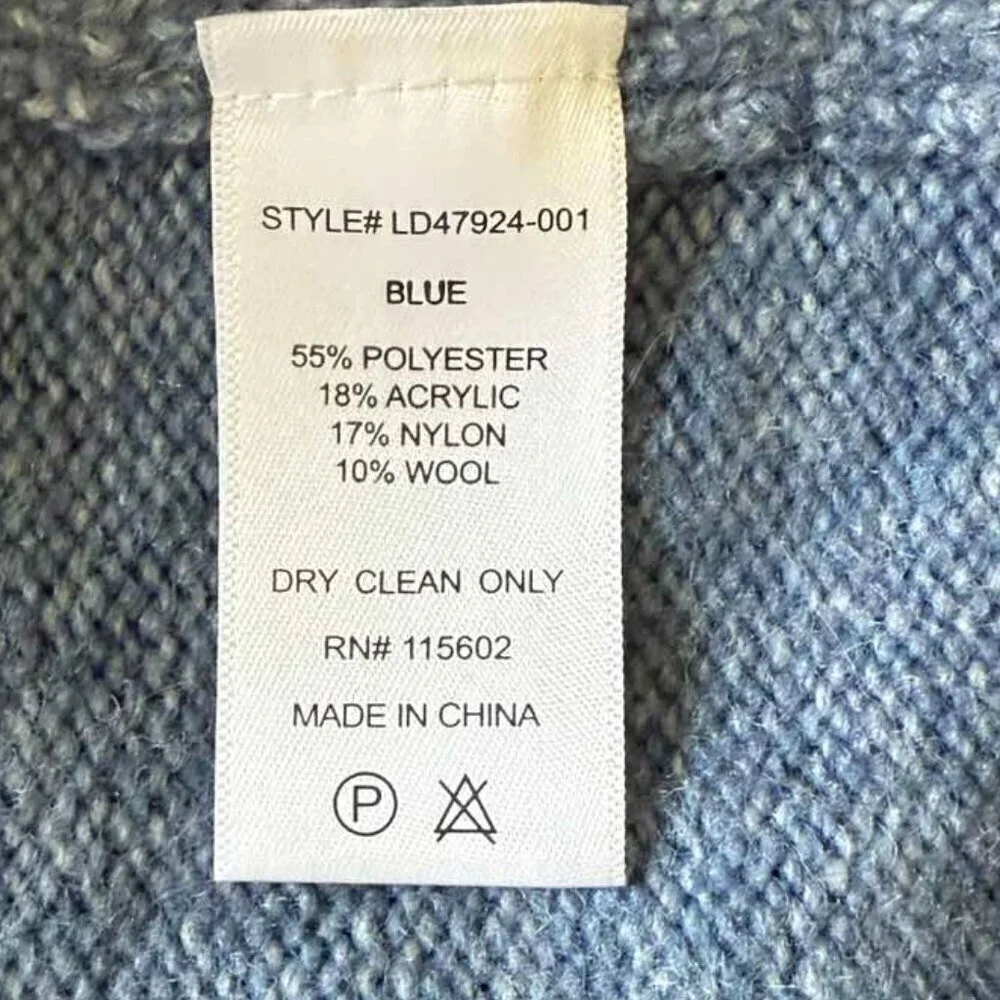 STYLE# LD47924-001
BLUE
55% POLYESTER
18% ACRYLIC
17% NYLON
10% WOOL
DRY CLEAN ONLY
RN# 115602
MADE IN CHINA
P